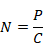 N = P/C